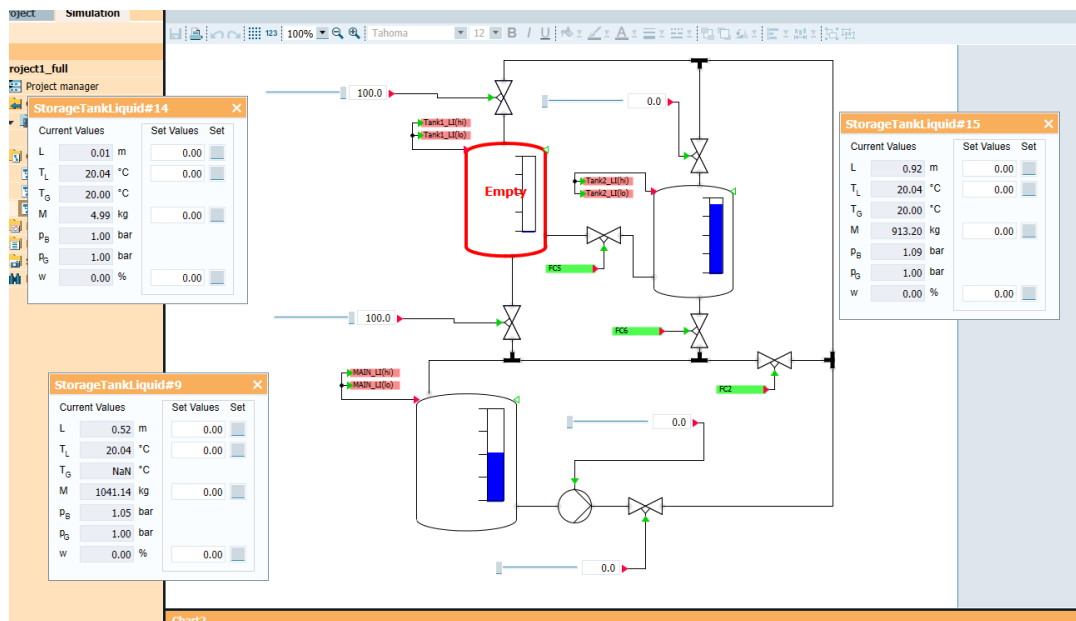 Simulation
123 100% Tahoma 12 B I U A
roject1_full
Project manager
StorageTankLiquid#14 ×
Current Values Set Values Set
L 0.01 m 0.00
TL 20.04 °C 0.00
TG 20.00 °C
M 4.99 kg 0.00
pB 1.00 bar
pG 1.00 bar
w 0.00 % 0.00
100.0
0.0
Tank1_LI(hi)
Tank1_LI(lo)
Empty
Tank2_LI(hi)
Tank2_LI(lo)
FC5
StorageTankLiquid#15 ×
Current Values Set Values Set
L 0.92 m 0.00
TL 20.04 °C 0.00
TG 20.00 °C
M 913.20 kg 0.00
pB 1.09 bar
pG 1.00 bar
w 0.00 % 0.00
100.0
FC6
FC2
MAIN_LI(hi)
MAIN_LI(lo)
StorageTankLiquid#9 ×
Current Values Set Values Set
L 0.52 m 0.00
TL 20.04 °C 0.00
TG NaN °C
M 1041.14 kg 0.00
pB 1.05 bar
pG 1.00 bar
w 0.00 % 0.00
0.0
0.0